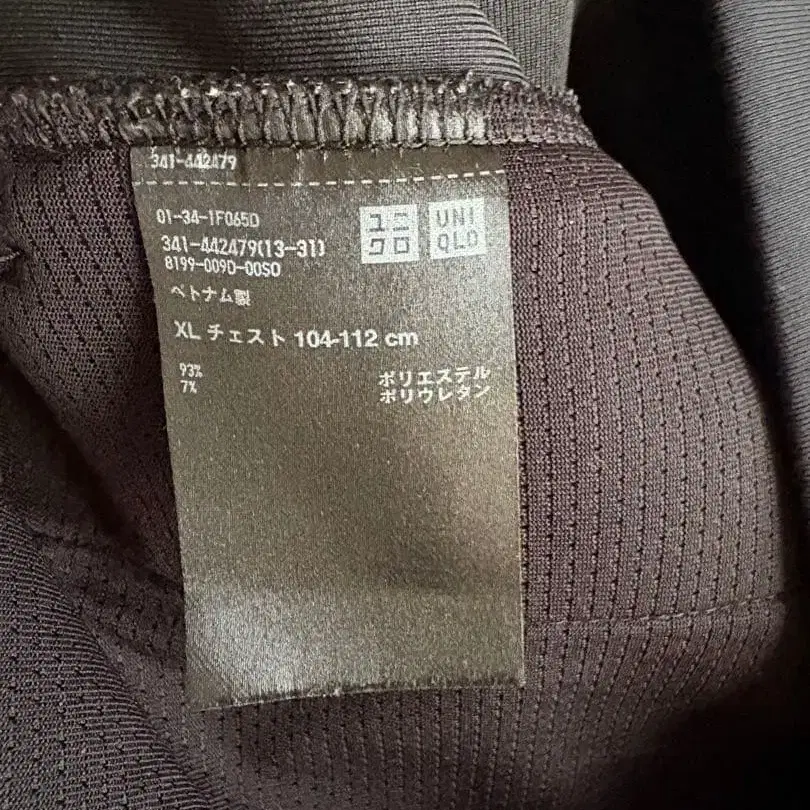 341-442479
01-34-1F065D
341-442479(13-31)
8199-009D-00SO
ユニ
クロ
UNI
QLO
ベトナム製
XL チェスト 104-112 cm
93% ポリエステル
7% ポリウレタン